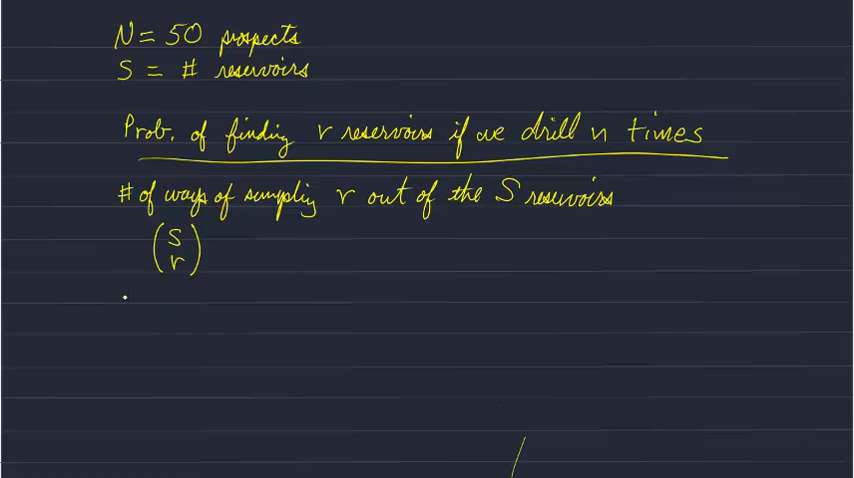 N = 50 prospects
S = # reservoirs
Prob. of finding r reservoirs if we drill n times
# of ways of sampling r out of the S reservoirs
(S
r)